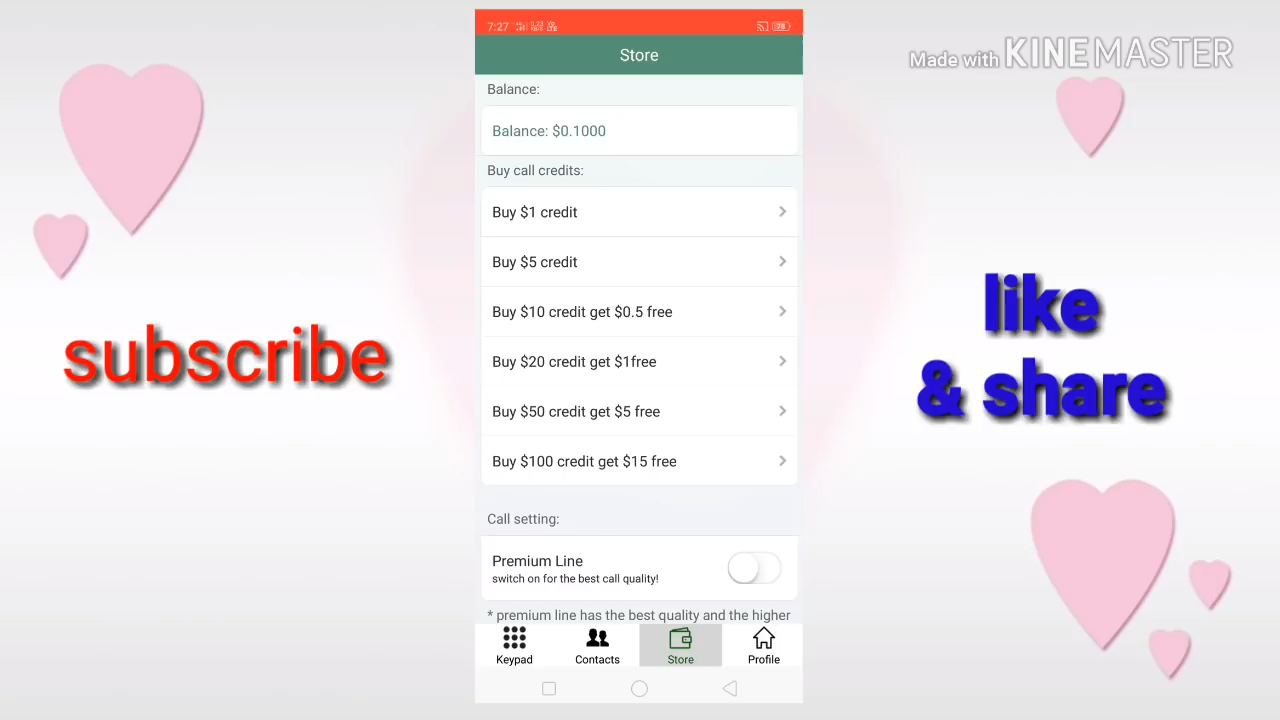 7:27
Made with KINEMASTER
Store
Balance:
Balance: $0.1000
Buy call credits:
Buy $1 credit
Buy $5 credit
Buy $10 credit get $0.5 free
Buy $20 credit get $1free
Buy $50 credit get $5 free
Buy $100 credit get $15 free
Call setting:
Premium Line
switch on for the best call quality!
* premium line has the best quality and the higher
Keypad
Contacts
Store
Profile
subscribe
like
& share